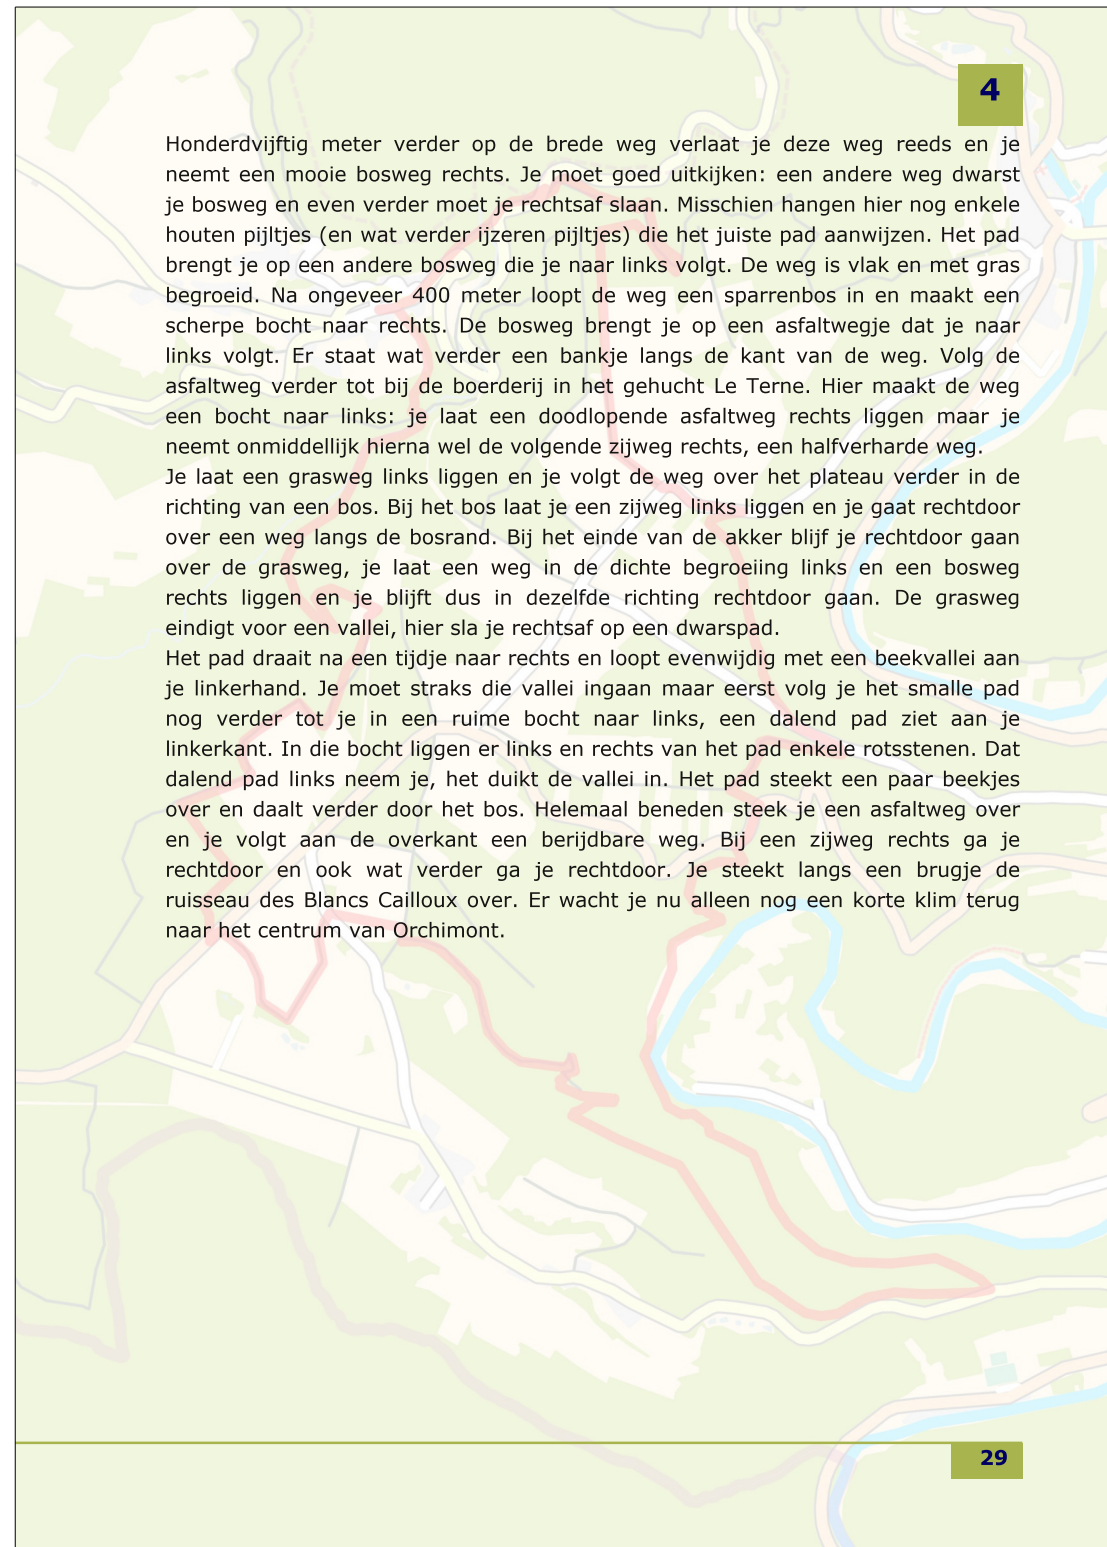 4
Honderdvijftig meter verder op de brede weg verlaat je deze weg reeds en je
neemt een mooie bosweg rechts. Je moet goed uitkijken: een andere weg dwarst
je bosweg en even verder moet je rechtsaf slaan. Misschien hangen hier nog enkele
houten pijltjes (en wat verder ijzeren pijltjes) die het juiste pad aanwijzen. Het pad
brengt je op een andere bosweg die je naar links volgt. De weg is vlak en met gras
begroeid. Na ongeveer 400 meter loopt de weg een sparrenbos in en maakt een
scherpe bocht naar rechts. De bosweg brengt je op een asfaltwegje dat je naar
links volgt. Er staat wat verder een bankje langs de kant van de weg. Volg de
asfaltweg verder tot bij de boerderij in het gehucht Le Terne. Hier maakt de weg
een bocht naar links: je laat een doodlopende asfaltweg rechts liggen maar je
neemt onmiddellijk hierna wel de volgende zijweg rechts, een halfverharde weg.
Je laat een grasweg links liggen en je volgt de weg over het plateau verder in de
richting van een bos. Bij het bos laat je een zijweg links liggen en je gaat rechtdoor
over een weg langs de bosrand. Bij het einde van de akker blijf je rechtdoor gaan
over de grasweg, je laat een weg in de dichte begroeiing links en een bosweg
rechts liggen en je blijft dus in dezelfde richting rechtdoor gaan. De grasweg
eindigt voor een vallei, hier sla je rechtsaf op een dwarspad.
Het pad draait na een tijdje naar rechts en loopt evenwijdig met een beekvallei aan
je linkerhand. Je moet straks die vallei ingaan maar eerst volg je het smalle pad
nog verder tot je in een ruime bocht naar links, een dalend pad ziet aan je
linkerkant. In die bocht liggen er links en rechts van het pad enkele rotsstenen. Dat
dalend pad links neem je, het duikt de vallei in. Het pad steekt een paar beekjes
over en daalt verder door het bos. Helemaal beneden steek je een asfaltweg over
en je volgt aan de overkant een berijdbare weg. Bij een zijweg rechts ga je
rechtdoor en ook wat verder ga je rechtdoor. Je steekt langs een brugje de
ruisseau des Blancs Cailloux over. Er wacht je nu alleen nog een korte klim terug
naar het centrum van Orchimont.
29